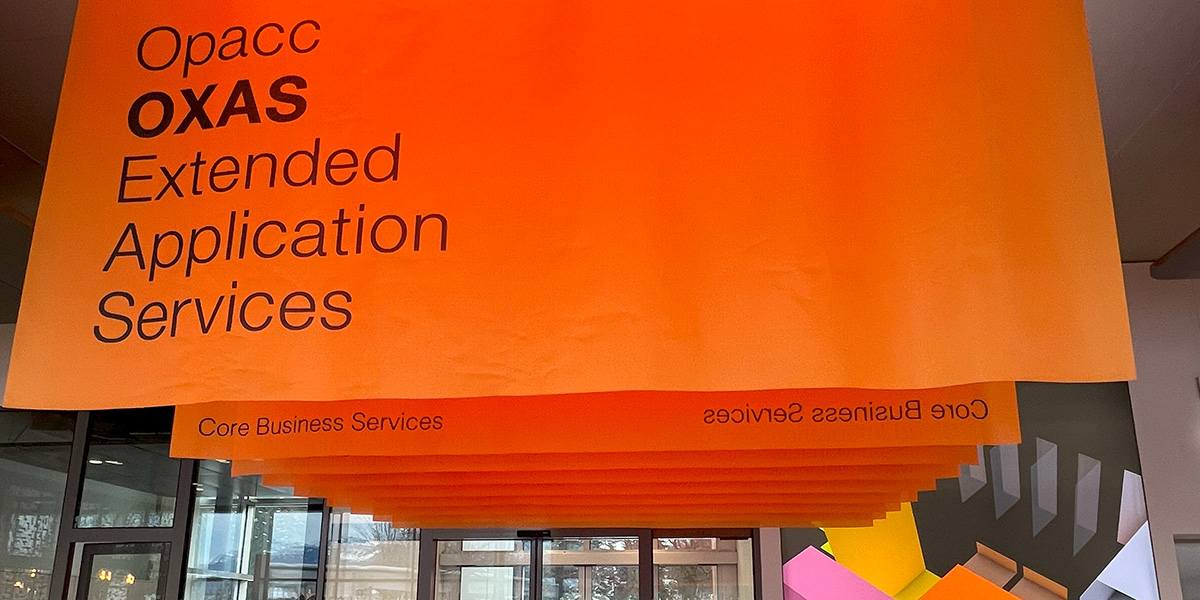 Opacc
OXAS
Extended
Application
Services
Core Business Services
Core Business Services